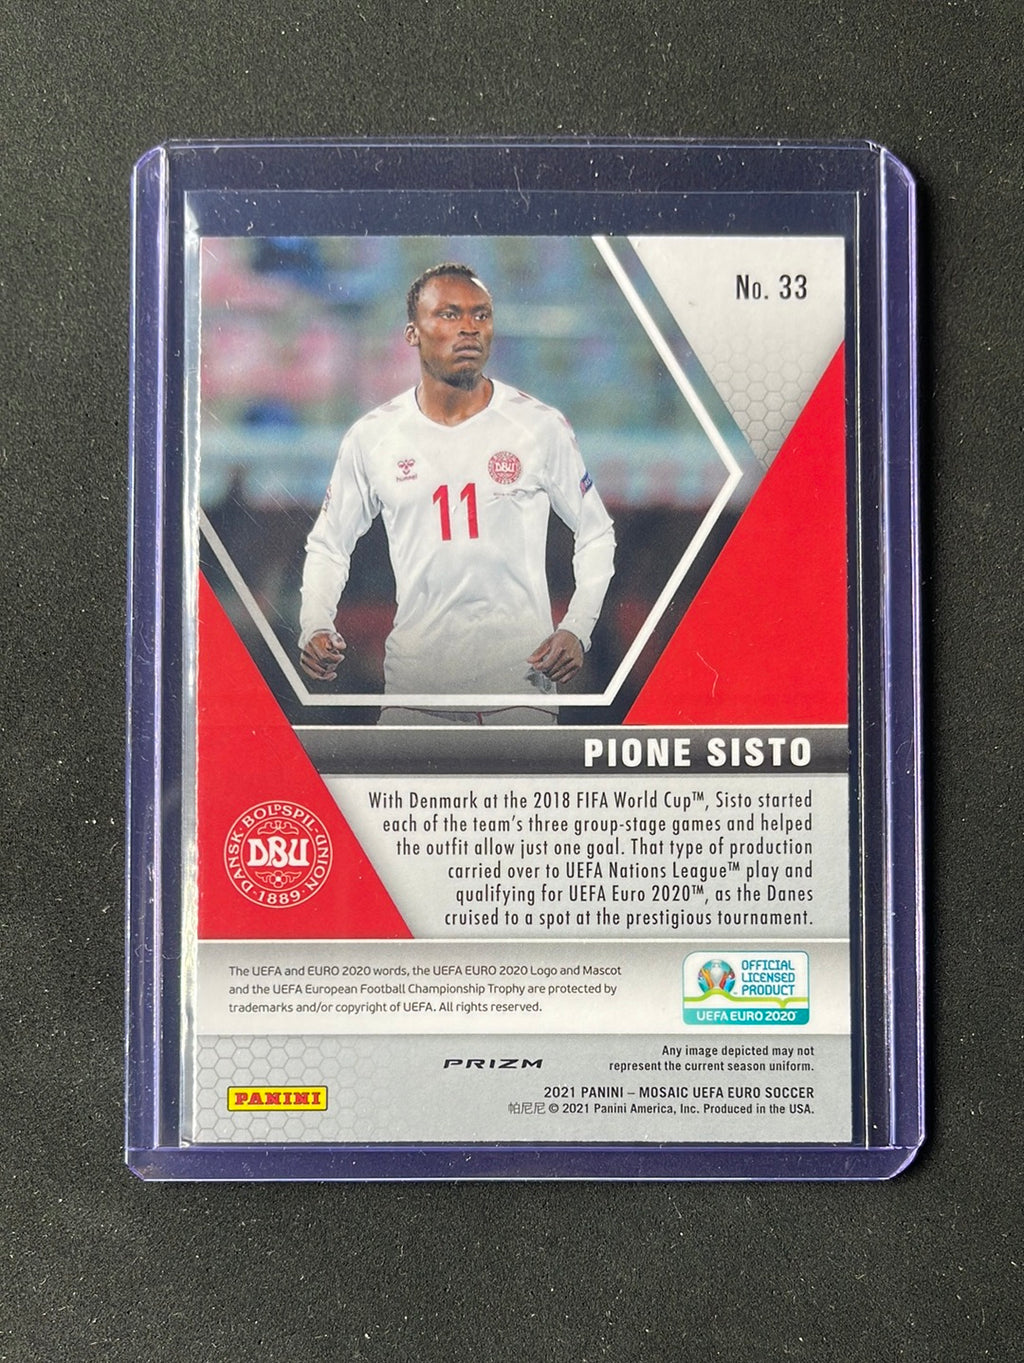 No. 33
hummel
DBU
11
PIONE SISTO
With Denmark at the 2018 FIFA World Cup™, Sisto started
each of the team's three group-stage games and helped
the outfit allow just one goal. That type of production
carried over to UEFA Nations League™ play and
qualifying for UEFA Euro 2020™, as the Danes
cruised to a spot at the prestigious tournament.
DANSK·BOLDSPIL-UNION
DBU
·1889·
The UEFA and EURO 2020 words, the UEFA EURO 2020 Logo and Mascot
and the UEFA European Football Championship Trophy are protected by
trademarks and/or copyright of UEFA. All rights reserved.
OFFICIAL
LICENSED
PRODUCT
UEFA EURO2020
PRIZM
Any image depicted may not
represent the current season uniform.
PANINI
2021 PANINI – MOSAIC UEFA EURO SOCCER
帕尼尼 © 2021 Panini America, Inc. Produced in the USA.